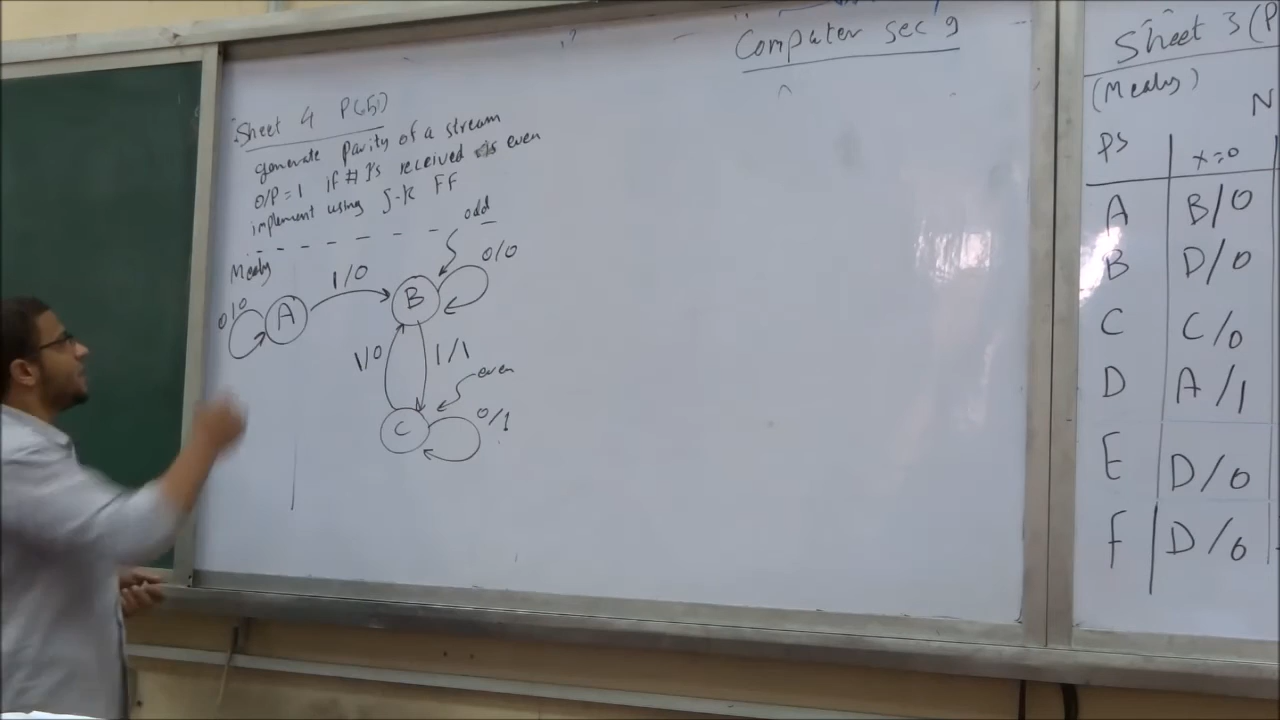 Computer sec 9
Sheet 4 P(5)
generate parity of a stream
O/P=1 if # 1's received is even
implement using J-K FF
odd
Mealy
0/0
A
1/0
B
0/0
1/0
1/1
even
C
0/1
Sheet 3 (P
(Mealy)
N
PS
x=0
A B/0
B D/0
C C/0
D A/1
E D/0
F D/0